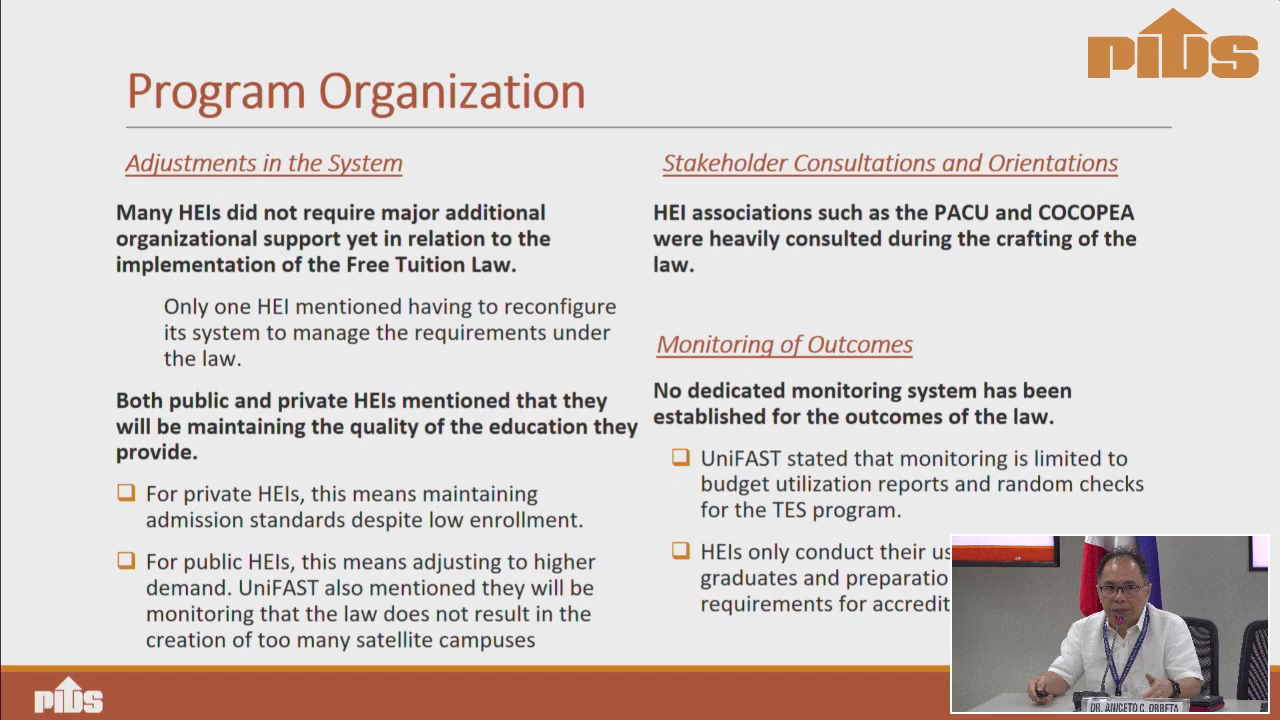 PIDS
Program Organization
Adjustments in the System
Many HEIs did not require major additional
organizational support yet in relation to the
implementation of the Free Tuition Law.
Only one HEI mentioned having to reconfigure
its system to manage the requirements under
the law.
Both public and private HEIs mentioned that they
will be maintaining the quality of the education they
provide.
For private HEIs, this means maintaining
admission standards despite low enrollment.
For public HEIs, this means adjusting to higher
demand. UniFAST also mentioned they will be
monitoring that the law does not result in the
creation of too many satellite campuses
Stakeholder Consultations and Orientations
HEI associations such as the PACU and COCOPEA
were heavily consulted during the crafting of the
law.
Monitoring of Outcomes
No dedicated monitoring system has been
established for the outcomes of the law.
UniFAST stated that monitoring is limited to
budget utilization reports and random checks
for the TES program.
HEIs only conduct their
graduates and
requirements for
PIDS
DR. ANICETO C. ORBETA